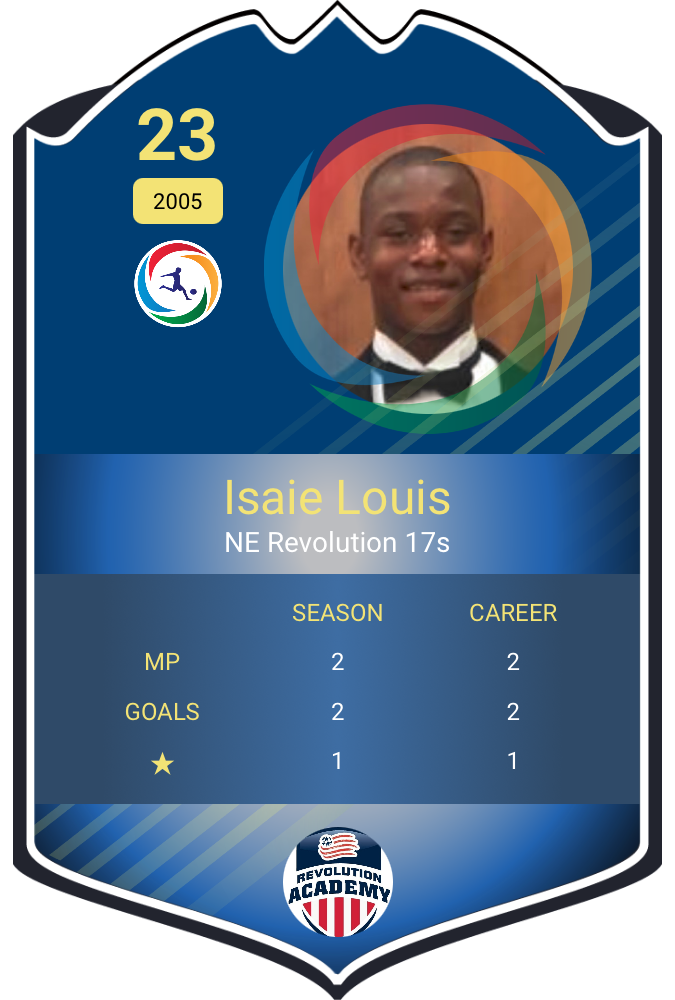 23
2005
Isaie Louis
NE Revolution 17s
SEASON CAREER
MP 2 2
GOALS 2 2
★ 1 1
REVOLUTION
ACADEMY